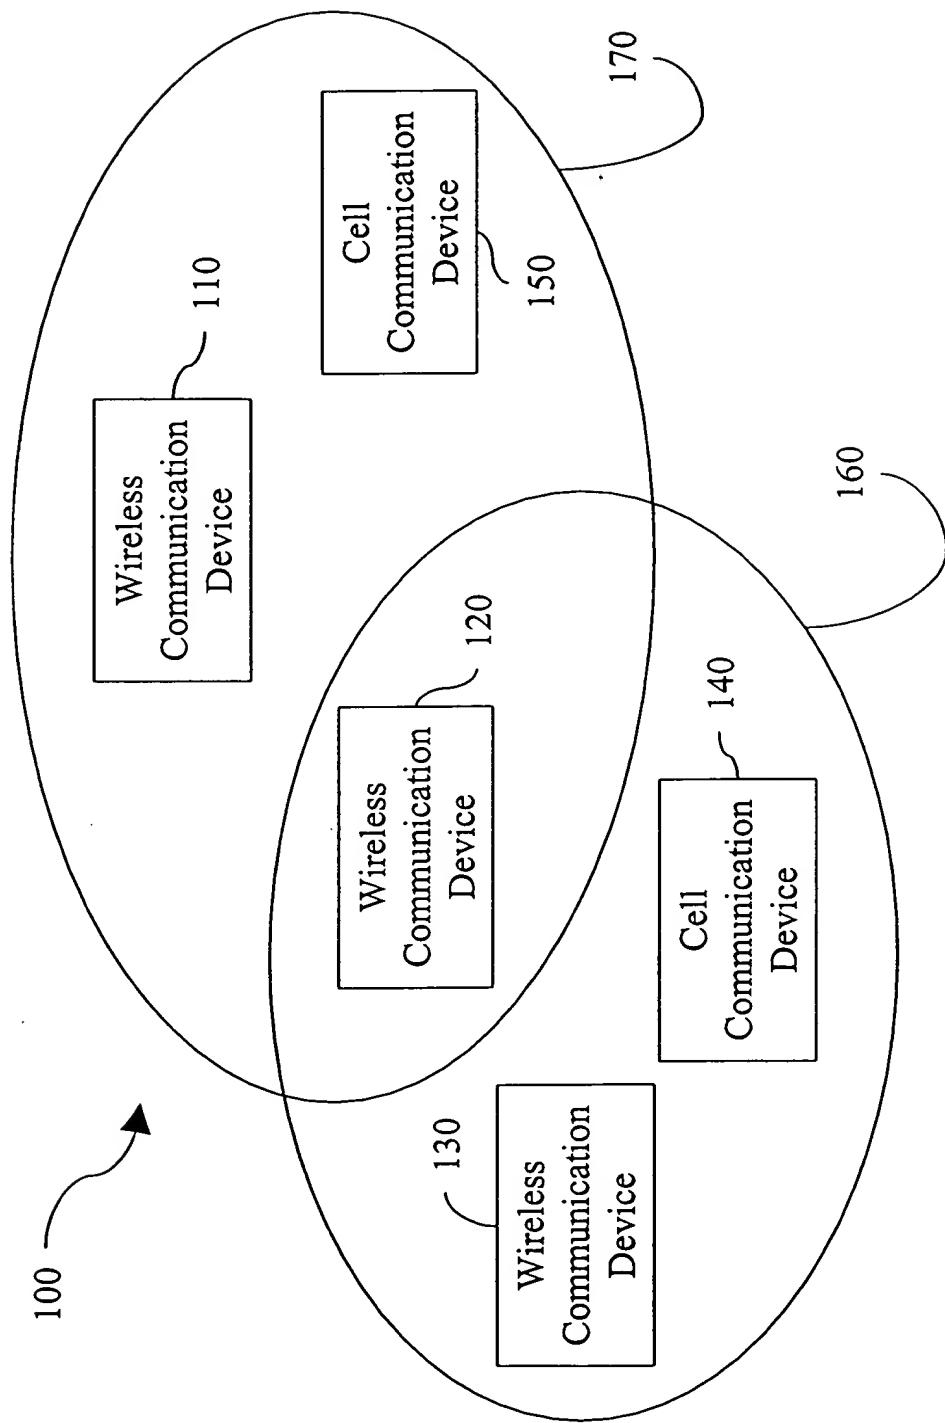 100
Wireless
Communication
Device
110
Wireless
Communication
Device
120
Cell
Communication
Device
150
170
Wireless
Communication
Device
130
Cell
Communication
Device
140
160